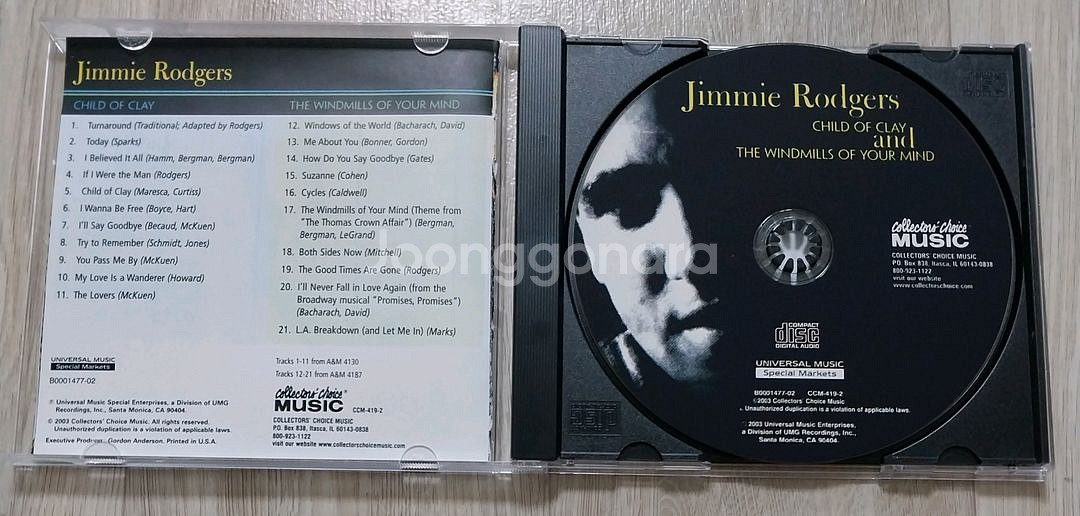 Jimmie Rodgers
CHILD OF CLAY
1. Turnaround (Traditional; Adapted by Rodgers)
2. Today (Sparks)
3. I Believed It All (Hamm, Bergman, Bergman)
4. If I Were the Man (Rodgers)
5. Child of Clay (Maresca, Curtiss)
6. I Wanna Be Free (Boyce, Hart)
7. I'll Say Goodbye (Becaud, McKuen)
8. Try to Remember (Schmidt, Jones)
9. You Pass Me By (McKuen)
10. My Love Is a Wanderer (Howard)
11. The Lovers (McKuen)
THE WINDMILLS OF YOUR MIND
12. Windows of the World (Bacharach, David)
13. Me About You (Bonner, Gordon)
14. How Do You Say Goodbye (Gates)
15. Suzanne (Cohen)
16. Cycles (Caldwell)
17. The Windmills of Your Mind (Theme from
"The Thomas Crown Affair") (Bergman,
Bergman, LeGrand)
18. Both Sides Now (Mitchell)
19. The Good Times Are Gone (Rodgers)
20. I'll Never Fall in Love Again (from the
Broadway musical "Promises, Promises")
(Bacharach, David)
21. L.A. Breakdown (and Let Me In) (Marks)
UNIVERSAL MUSIC
Special Markets
B0001477-02
℗ Universal Music Special Enterprises, a Division of UMG
Recordings, Inc., Santa Monica, CA 90404.
© 2003 Collectors' Choice Music. All rights reserved.
Unauthorized duplication is a violation of applicable laws.
Executive Producer: Gordon Anderson. Printed in U.S.A.
Tracks 1-11 from A&M 4130
Tracks 12-21 from A&M 4187
Collectors' Choice®
MUSIC CCM-419-2
COLLECTORS' CHOICE MUSIC
P.O. Box 838, Itasca, IL 60143-0838
800-923-1122
visit our website www.collectorschoicemusic.com
Jimmie Rodgers
CHILD OF CLAY
and
THE WINDMILLS OF YOUR MIND
Collectors' Choice
MUSIC
COLLECTORS' CHOICE MUSIC
P.O. Box 838, Itasca, IL 60143-0838
800-923-1122
visit our website
www.collectorschoice.com
COMPACT
disc
DIGITAL AUDIO
UNIVERSAL MUSIC
Special Markets
B0001477-02 CCM-419-2
©2003 Collectors' Choice Music
Unauthorized duplication is a violation of applicable laws.
2003 Universal Music Enterprises,
a Division of UMG Recordings, Inc.,
Santa Monica, CA 90404.